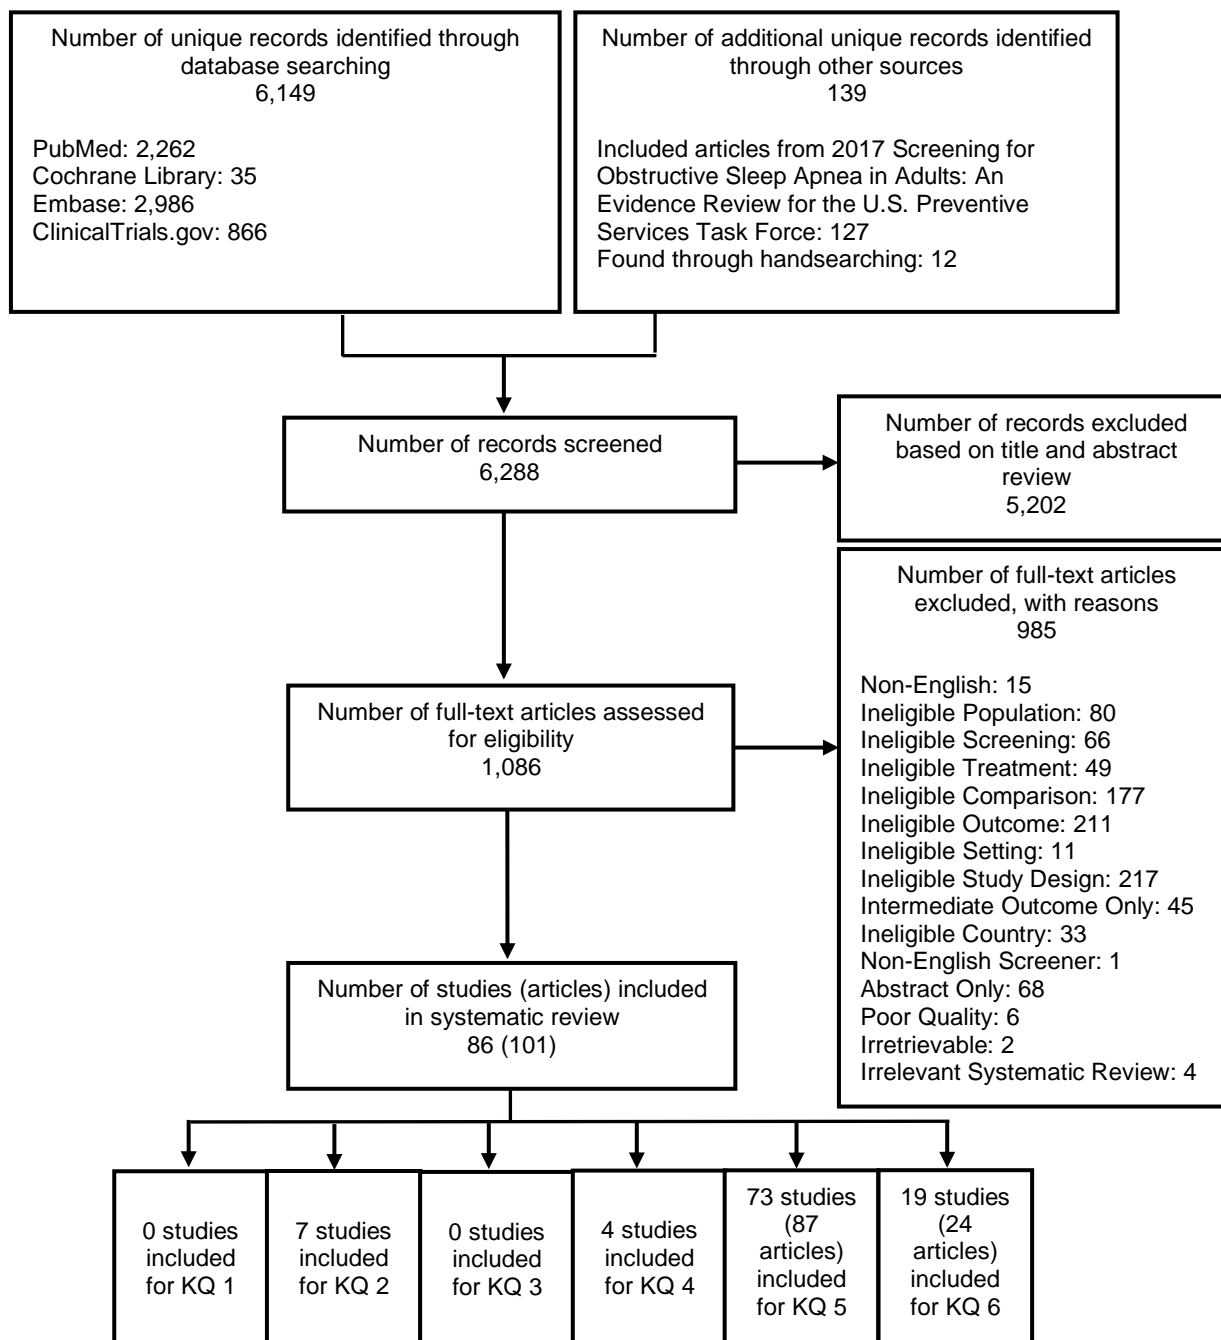 Number of unique records identified through
database searching
6,149
PubMed: 2,262
Cochrane Library: 35
Embase: 2,986
ClinicalTrials.gov: 866
Number of additional unique records identified
through other sources
139
Included articles from 2017 Screening for
Obstructive Sleep Apnea in Adults: An
Evidence Review for the U.S. Preventive
Services Task Force: 127
Found through handsearching: 12
Number of records screened
6,288
Number of records excluded
based on title and abstract
review
5,202
Number of full-text articles assessed
for eligibility
1,086
Number of full-text articles
excluded, with reasons
985
Non-English: 15
Ineligible Population: 80
Ineligible Screening: 66
Ineligible Treatment: 49
Ineligible Comparison: 177
Ineligible Outcome: 211
Ineligible Setting: 11
Ineligible Study Design: 217
Intermediate Outcome Only: 45
Ineligible Country: 33
Non-English Screener: 1
Abstract Only: 68
Poor Quality: 6
Irretrievable: 2
Irrelevant Systematic Review: 4
Number of studies (articles) included
in systematic review
86 (101)
0 studies
included
for KQ 1
7 studies
included
for KQ 2
0 studies
included
for KQ 3
4 studies
included
for KQ 4
73 studies
(87
articles)
included
for KQ 5
19 studies
(24
articles)
included
for KQ 6